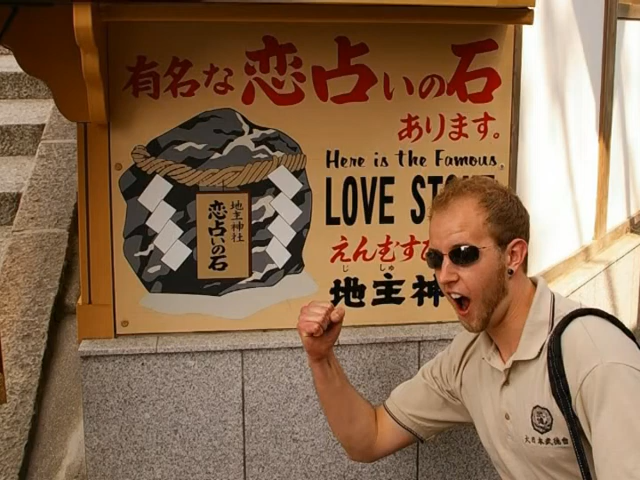 有名な恋占いの石
あります。
Here is the Famous
LOVE
えんむすび
じしゅ
地主神
地主神社
恋占いの石